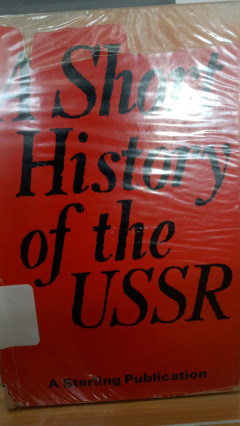 A Short
History
of the
USSR
A Sterling Publication